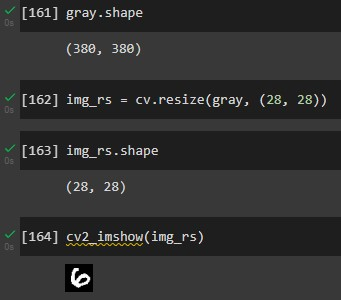 [161] gray.shape
0s
(380, 380)
[162] img_rs = cv.resize(gray, (28, 28))
0s
[163] img_rs.shape
0s
(28, 28)
[164] cv2_imshow(img_rs)
0s
6